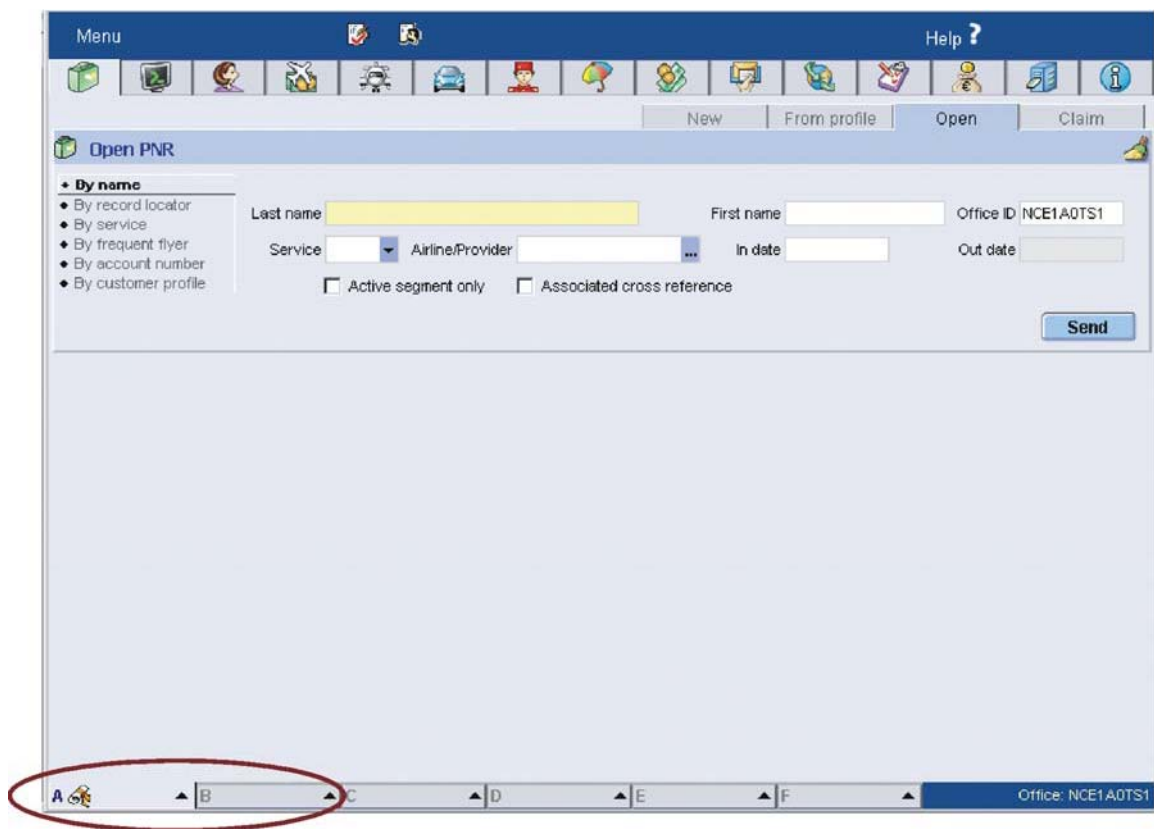 Menu Help ?
New From profile Open Claim
Open PNR
By name
By record locator
By service
By frequent flyer
By account number
By customer profile
Last name First name Office ID NCE1A0TS1
Service Airline/Provider ... In date Out date
Active segment only Associated cross reference
Send
A B C D E F Office: NCE1A0TS1